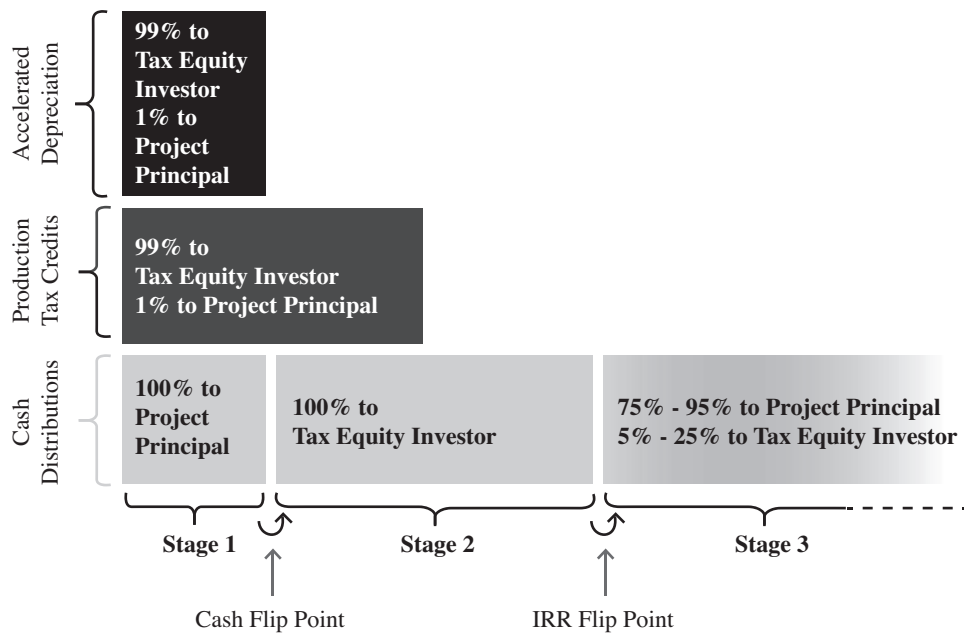 Accelerated
Depreciation
99% to
Tax Equity
Investor
1% to
Project
Principal
Production
Tax Credits
99% to
Tax Equity Investor
1% to Project Principal
Cash
Distributions
100% to
Project
Principal
100% to
Tax Equity Investor
75% - 95% to Project Principal
5% - 25% to Tax Equity Investor
Stage 1
Stage 2
Stage 3
Cash Flip Point
IRR Flip Point